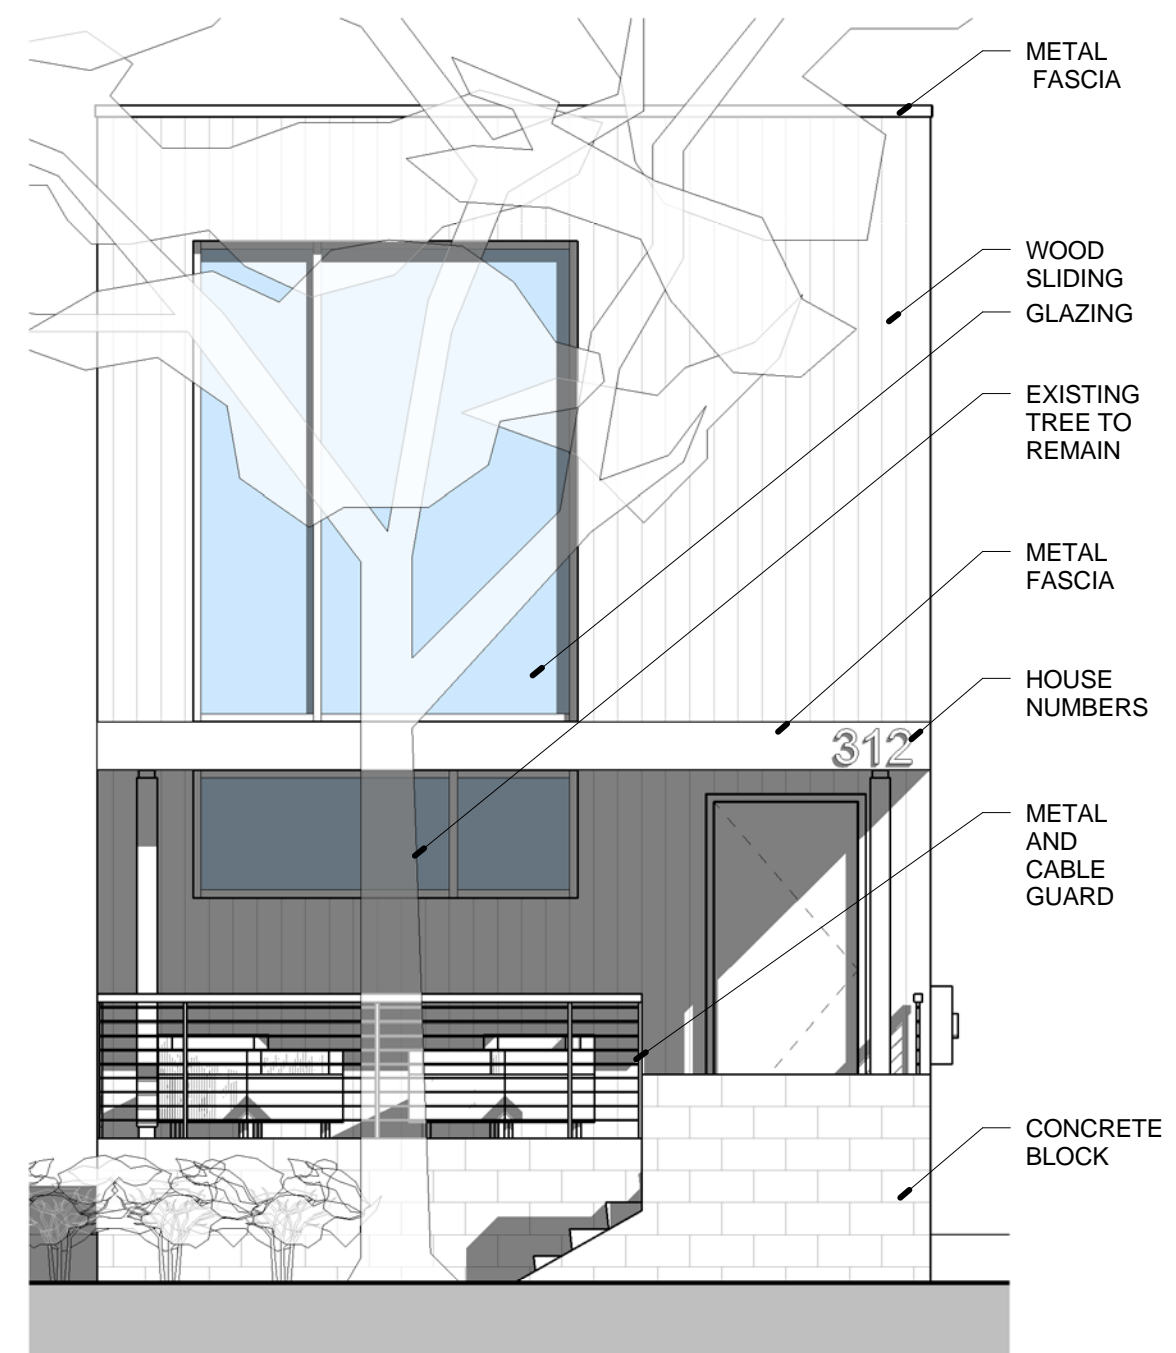 METAL
FASCIA
WOOD
SLIDING
GLAZING
EXISTING
TREE TO
REMAIN
METAL
FASCIA
HOUSE
NUMBERS
312
METAL
AND
CABLE
GUARD
CONCRETE
BLOCK